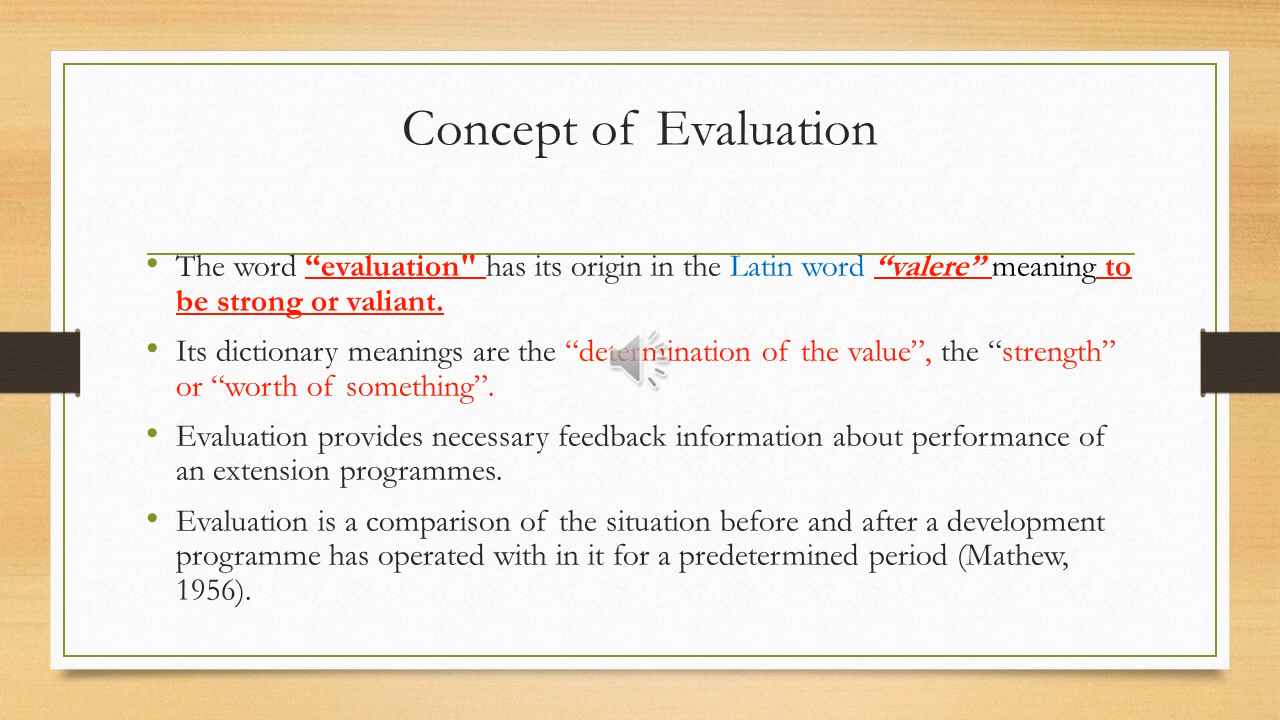 Concept of Evaluation
• The word “evaluation" has its origin in the Latin word “valere” meaning to
be strong or valiant.
• Its dictionary meanings are the “determination of the value”, the “strength”
or “worth of something”.
• Evaluation provides necessary feedback information about performance of
an extension programmes.
• Evaluation is a comparison of the situation before and after a development
programme has operated with in it for a predetermined period (Mathew,
1956).